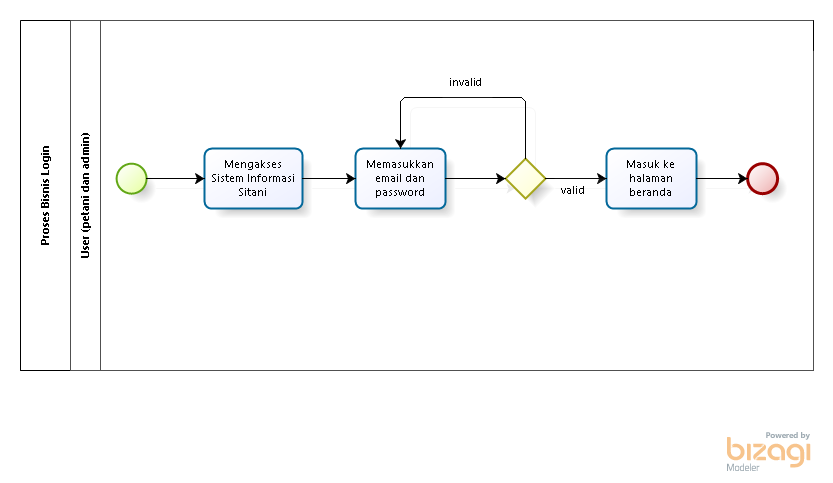 Proses Bisnis Login
User (petani dan admin)
invalid
Mengakses
Sistem Informasi
Sitani
Memasukkan
email dan
password
valid
Masuk ke
halaman
beranda
Powered by
bizagi
Modeler